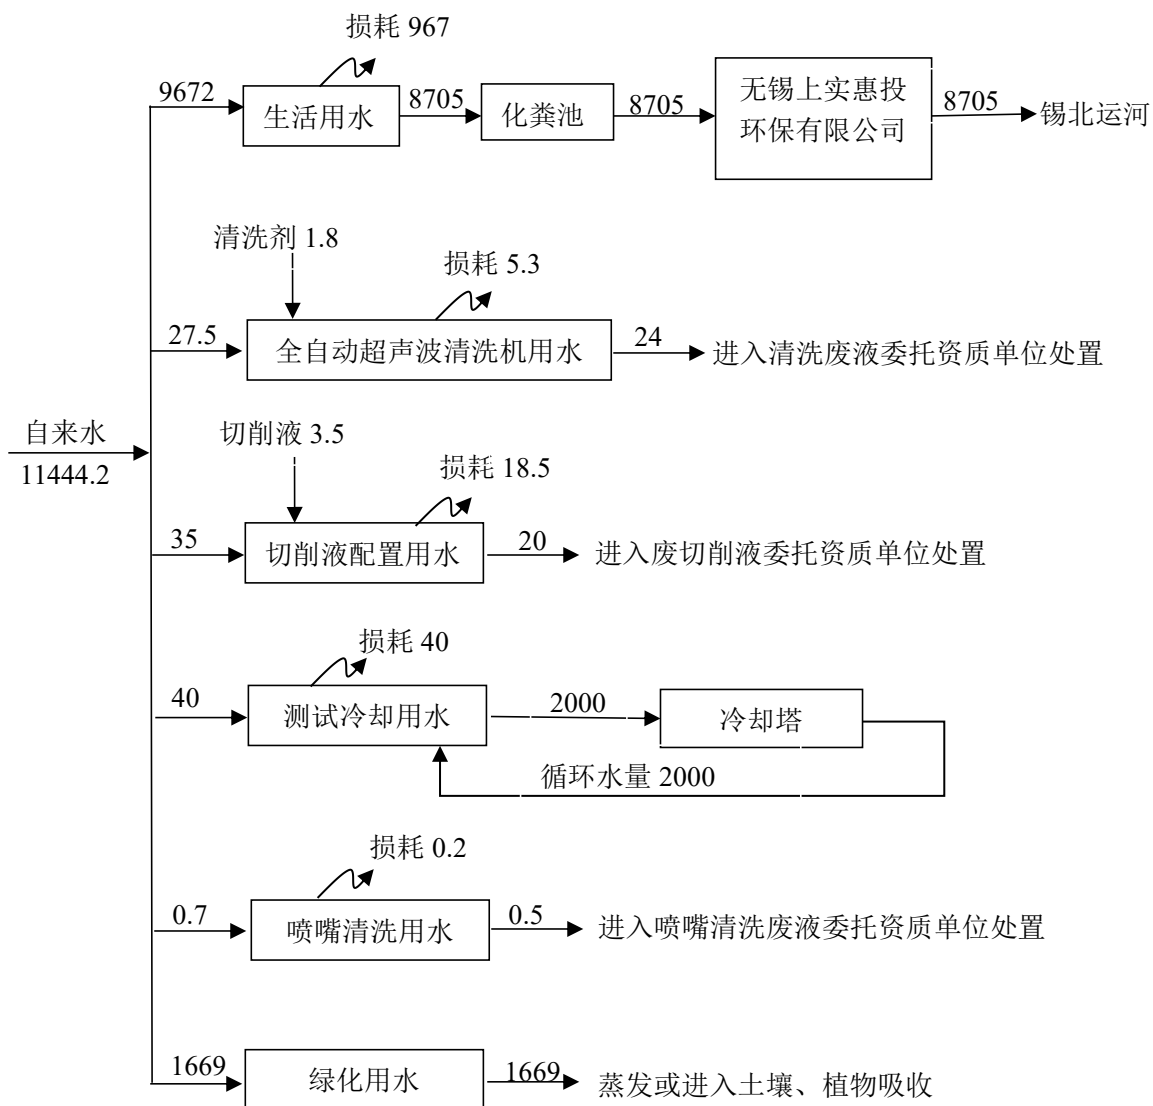 损耗 967
9672
生活用水
8705
化粪池
8705
无锡上实惠投
环保有限公司
8705
锡北运河
清洗剂 1.8
损耗 5.3
27.5
全自动超声波清洗机用水
24
进入清洗废液委托资质单位处置
自来水
11444.2
切削液 3.5
损耗 18.5
35
切削液配置用水
20
进入废切削液委托资质单位处置
损耗 40
40
测试冷却用水
2000
冷却塔
循环水量 2000
损耗 0.2
0.7
喷嘴清洗用水
0.5
进入喷嘴清洗废液委托资质单位处置
1669
绿化用水
1669
蒸发或进入土壤、植物吸收